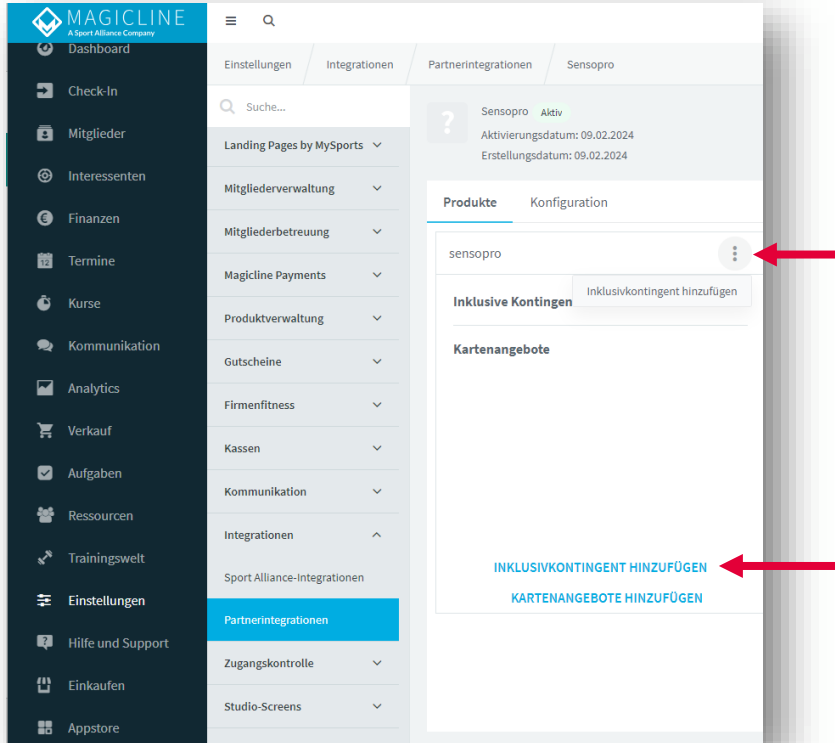 MAGICLINE
A Sport Alliance Company
Dashboard
Check-In
Mitglieder
Interessenten
Finanzen
12
Termine
Kurse
Kommunikation
Analytics
Verkauf
Aufgaben
Ressourcen
Trainingswelt
Einstellungen
Hilfe und Support
Einkaufen
Appstore
Einstellungen
Integrationen
Partnerintegrationen
Sensopro
Suche...
Landing Pages by MySports
Mitgliederverwaltung
Mitgliederbetreuung
Magicline Payments
Produktverwaltung
Gutscheine
Firmenfitness
Kassen
Kommunikation
Integrationen
Sport Alliance-Integrationen
Partnerintegrationen
Zugangskontrolle
Studio-Screens
?
Sensopro Aktiv
Aktivierungsdatum: 09.02.2024
Erstellungsdatum: 09.02.2024
Produkte Konfiguration
sensopro
Inklusivkontingent hinzufügen
Inklusive Kontingen
Kartenangebote
INKLUSIVKONTINGENT HINZUFÜGEN
KARTENANGEBOTE HINZUFÜGEN